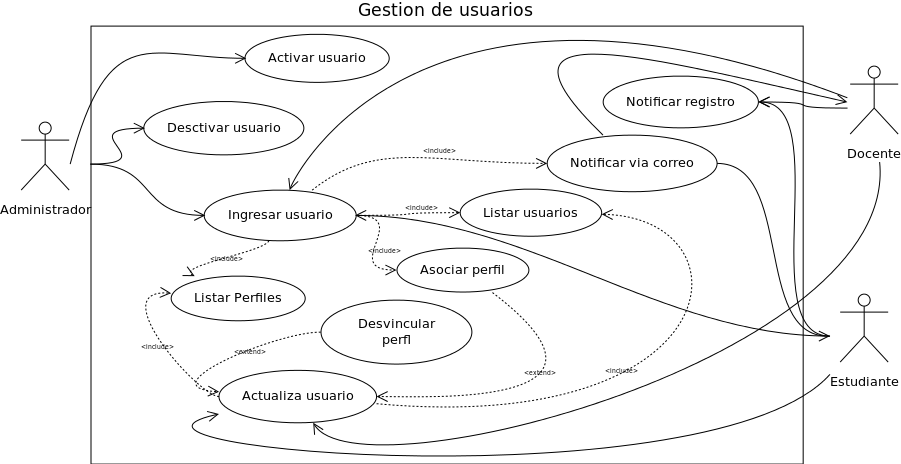 Gestion de usuarios
Activar usuario
Notificar registro
Desctivar usuario
Docente
<include>
Notificar via correo
Administrador
<include>
Ingresar usuario
Listar usuarios
<include>
<include>
Asociar perfil
Listar Perfiles
Desvincular
perfl
<include>
<extend>
<extend>
<include>
Estudiante
Actualiza usuario